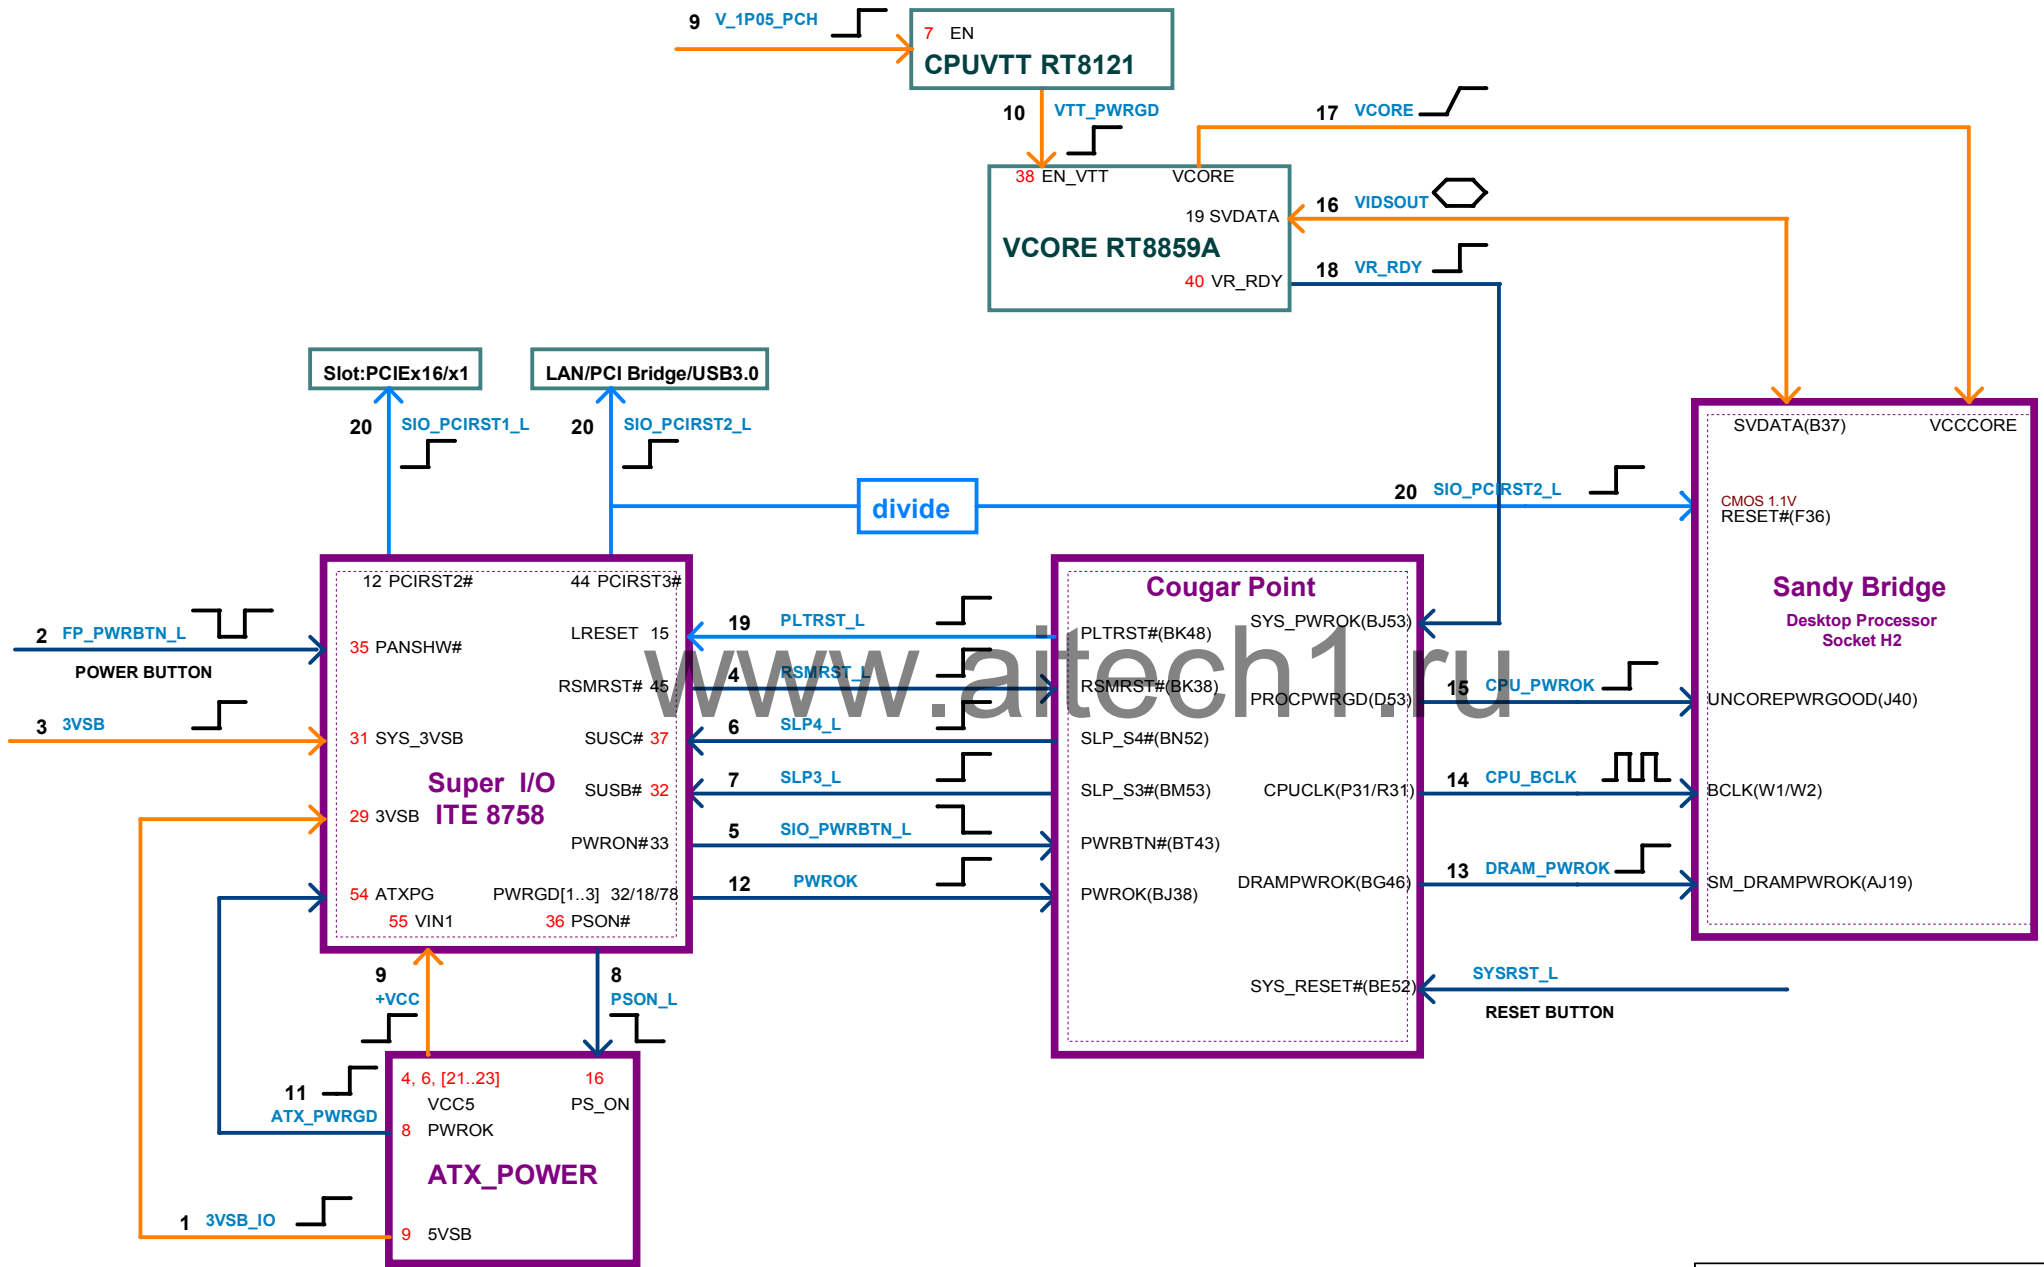 9 V_1P05_PCH
7 EN
CPUVTT RT8121
10 VTT_PWRGD
17 VCORE
38 EN_VTT VCORE
19 SVDATA
16 VIDSOUT
VCORE RT8859A
18 VR_RDY
40 VR_RDY
Slot:PCIEx16/x1
LAN/PCI Bridge/USB3.0
20 SIO_PCIRST1_L
20 SIO_PCIRST2_L
SVDATA(B37) VCCCORE
divide
20 SIO_PCIRST2_L
CMOS 1.1V
RESET#(F36)
12 PCIRST2# 44 PCIRST3#
Cougar Point
Sandy Bridge
Desktop Processor
Socket H2
2 FP_PWRBTN_L
POWER BUTTON
35 PANSHW#
LRESET 15
19 PLTRST_L
PLTRST#(BK48)
SYS_PWROK(BJ53)
www.aitech1.ru
RSMRST# 45
4 RSMRST_L
RSMRST#(BK38)
PROCPWRGD(D53)
15 CPU_PWROK
UNCOREPWRGOOD(J40)
3 3VSB
31 SYS_3VSB
SUSC# 37
6 SLP4_L
SLP_S4#(BN52)
Super I/O
ITE 8758
SUSB# 32
7 SLP3_L
SLP_S3#(BM53)
CPUCLK(P31/R31)
14 CPU_BCLK
BCLK(W1/W2)
29 3VSB
PWRON#33
5 SIO_PWRBTN_L
PWRBTN#(BT43)
54 ATXPG
PWRGD[1..3] 32/18/78
12 PWROK
PWROK(BJ38)
DRAMPWROK(BG46)
13 DRAM_PWROK
SM_DRAMPWROK(AJ19)
55 VIN1
36 PSON#
9
+VCC
8
PSON_L
SYS_RESET#(BE52)
SYSRST_L
RESET BUTTON
4, 6, [21..23] 16
VCC5 PS_ON
11
ATX_PWRGD
8 PWROK
ATX_POWER
1 3VSB_IO
9 5VSB